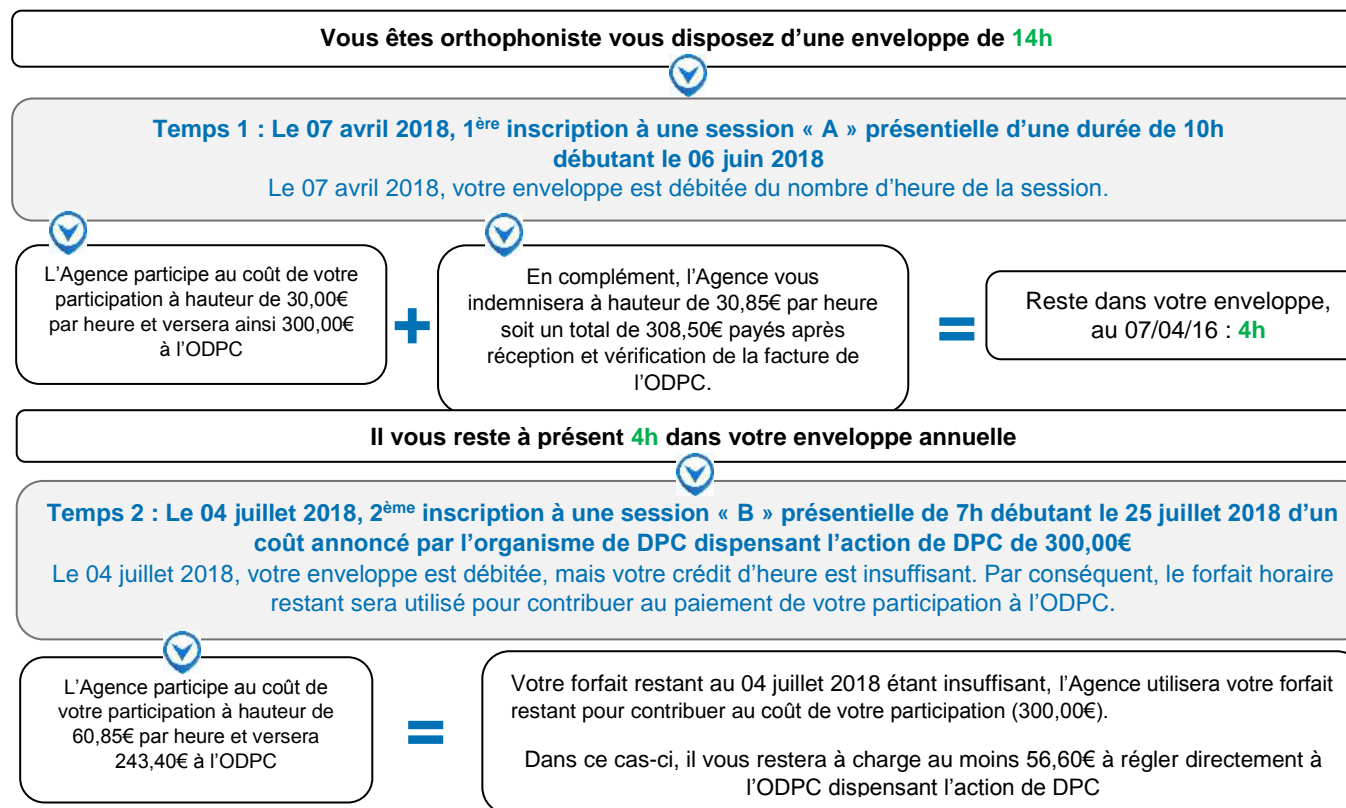 Vous êtes orthophoniste vous disposez d’une enveloppe de 14h
Temps 1 : Le 07 avril 2018, 1ère inscription à une session « A » présentielle d’une durée de 10h
débutant le 06 juin 2018
Le 07 avril 2018, votre enveloppe est débitée du nombre d’heure de la session.
L’Agence participe au coût de votre
participation à hauteur de 30,00€
par heure et versera ainsi 300,00€
à l’ODPC
+
En complément, l’Agence vous
indemnisera à hauteur de 30,85€ par heure
soit un total de 308,50€ payés après
réception et vérification de la facture de
l’ODPC.
=
Reste dans votre enveloppe,
au 07/04/16 : 4h
Il vous reste à présent 4h dans votre enveloppe annuelle
Temps 2 : Le 04 juillet 2018, 2ème inscription à une session « B » présentielle de 7h débutant le 25 juillet 2018 d’un
coût annoncé par l’organisme de DPC dispensant l’action de DPC de 300,00€
Le 04 juillet 2018, votre enveloppe est débitée, mais votre crédit d’heure est insuffisant. Par conséquent, le forfait horaire
restant sera utilisé pour contribuer au paiement de votre participation à l’ODPC.
L’Agence participe au coût de
votre participation à hauteur de
60,85€ par heure et versera
243,40€ à l’ODPC
=
Votre forfait restant au 04 juillet 2018 étant insuffisant, l’Agence utilisera votre forfait
restant pour contribuer au coût de votre participation (300,00€).
Dans ce cas-ci, il vous restera à charge au moins 56,60€ à régler directement à
l’ODPC dispensant l’action de DPC